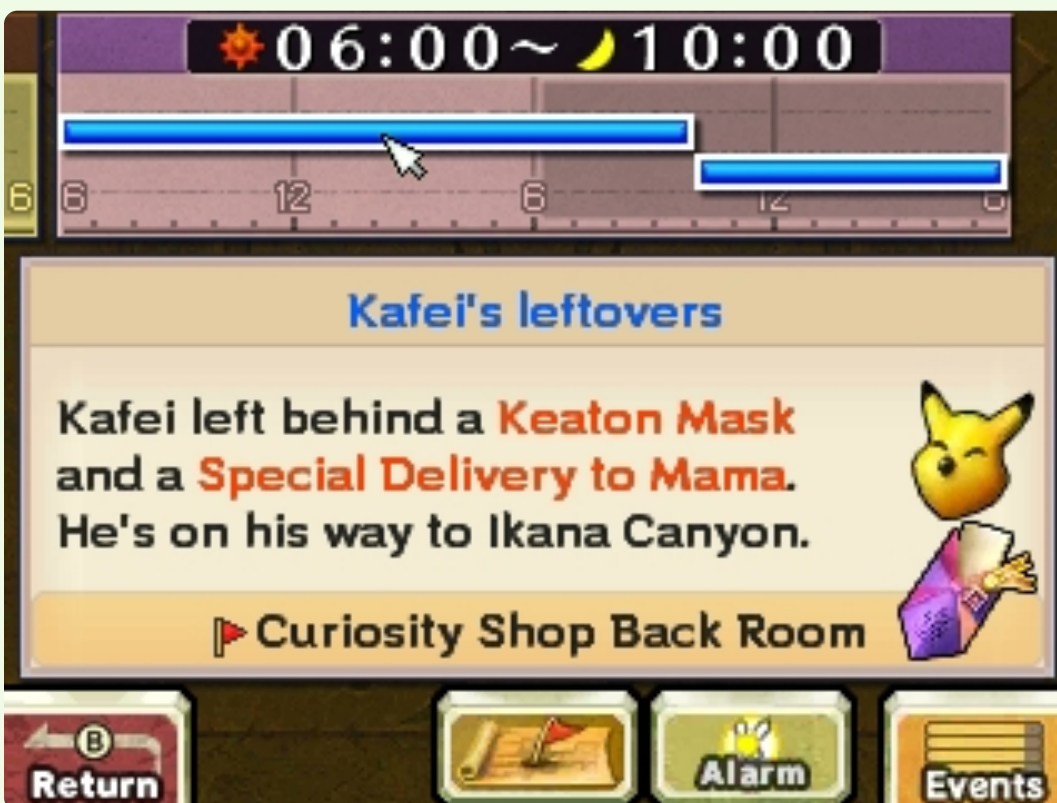 06:00~10:00
6 6 12 6 12 6
Kafei's leftovers
Kafei left behind a Keaton Mask
and a Special Delivery to Mama.
He's on his way to Ikana Canyon.
Curiosity Shop Back Room
B
Return
Alarm
Events